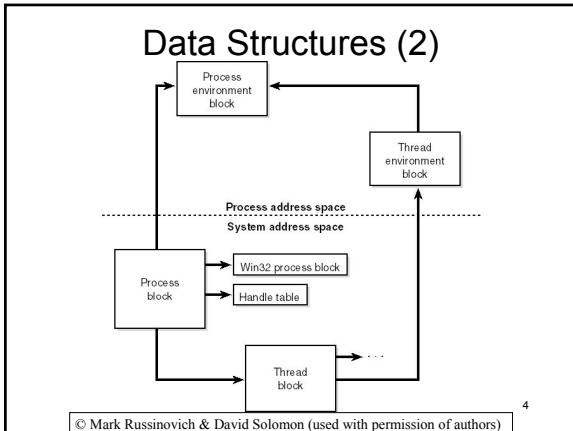 Data Structures (2)
Process
environment
block
Thread
environment
block
Process address space
System address space
Process
block
Win32 process block
Handle table
Thread
block
. . .
4
© Mark Russinovich & David Solomon (used with permission of authors)